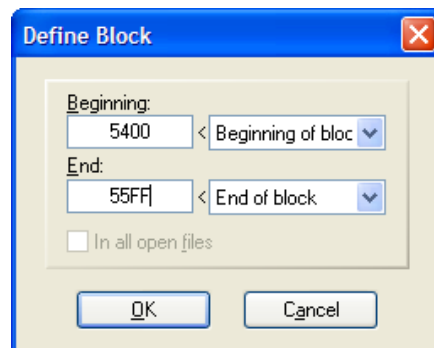 Define Block
Beginning:
5400 < Beginning of bloc
End:
55FF < End of block
In all open files
OK Cancel